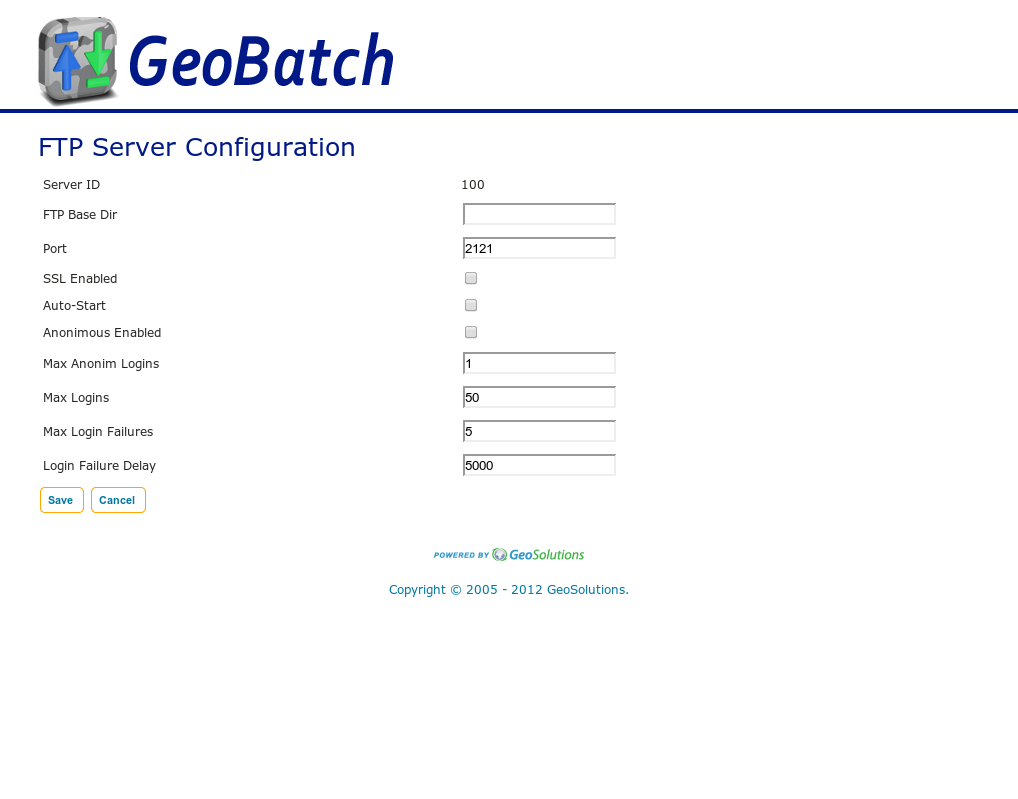 GeoBatch
FTP Server Configuration
Server ID 100
FTP Base Dir
Port 2121
SSL Enabled
Auto-Start
Anonimous Enabled
Max Anonim Logins 1
Max Logins 50
Max Login Failures 5
Login Failure Delay 5000
Save Cancel
POWERED BY GeoSolutions
Copyright © 2005 - 2012 GeoSolutions.